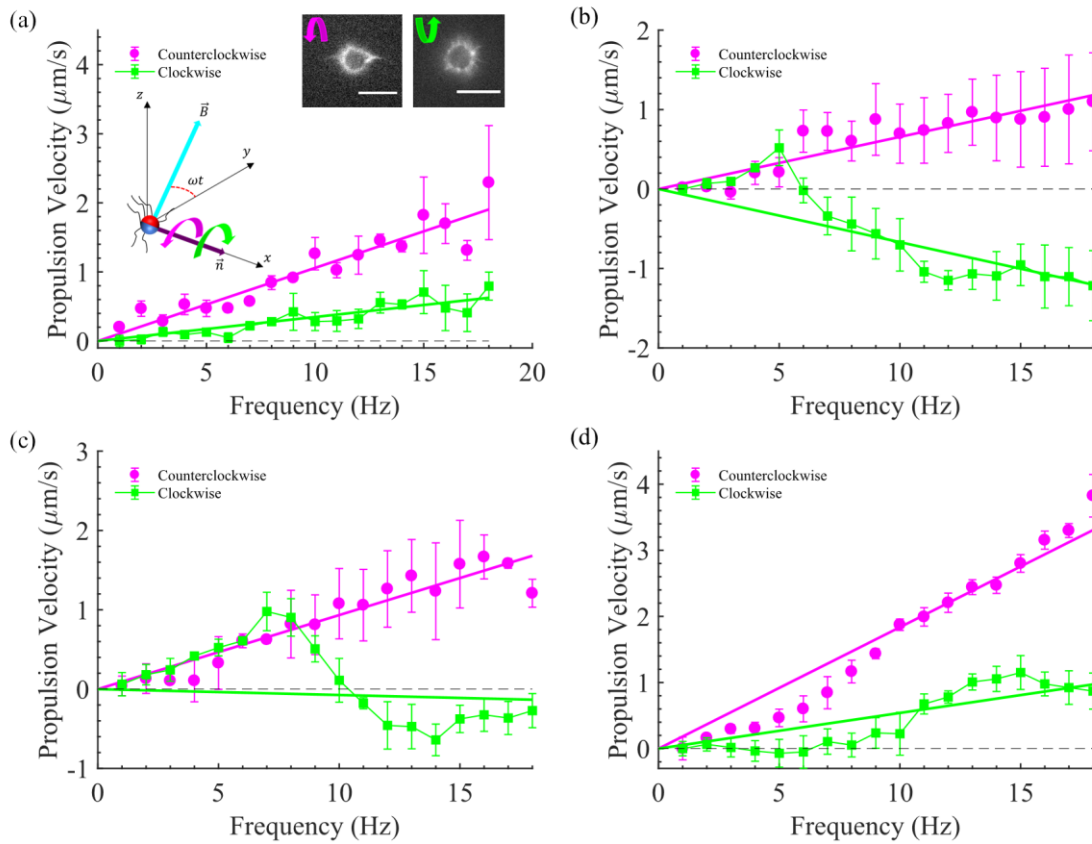 (a)
Propulsion Velocity (μm/s)
4
3
2
1
0
Counterclockwise
Clockwise
z
B⃗
y
ωt
n⃗
x
0 5 10 15 20
Frequency (Hz)
(b)
Propulsion Velocity (μm/s)
2
1
0
-1
-2
Counterclockwise
Clockwise
0 5 10 15
Frequency (Hz)
(c)
Propulsion Velocity (μm/s)
3
2
1
0
-1
Counterclockwise
Clockwise
0 5 10 15
Frequency (Hz)
(d)
Propulsion Velocity (μm/s)
4
3
2
1
0
Counterclockwise
Clockwise
0 5 10 15
Frequency (Hz)